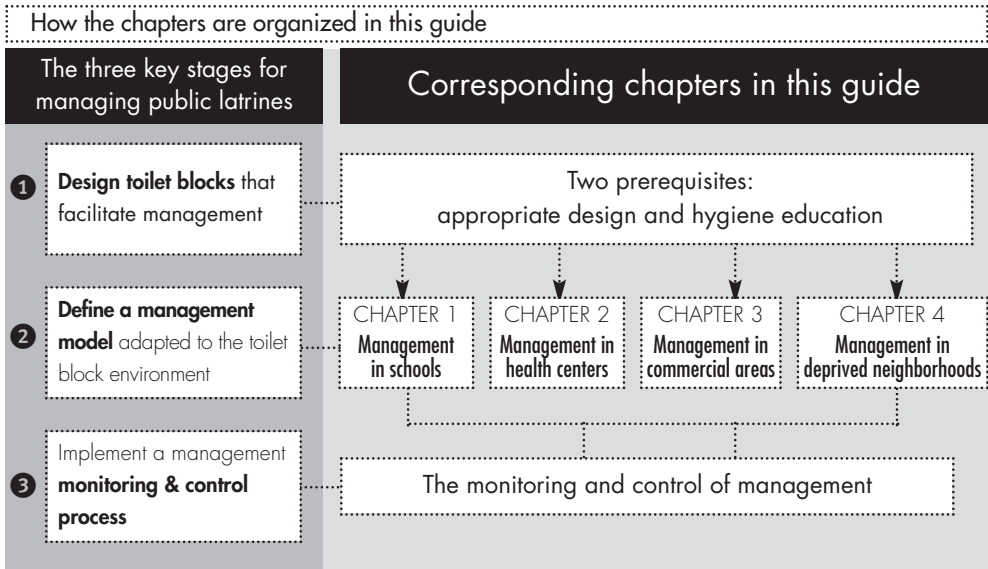 How the chapters are organized in this guide
The three key stages for
managing public latrines
Corresponding chapters in this guide
1
Design toilet blocks that
facilitate management
Two prerequisites:
appropriate design and hygiene education
2
Define a management
model adapted to the toilet
block environment
CHAPTER 1
Management
in schools
CHAPTER 2
Management in
health centers
CHAPTER 3
Management in
commercial areas
CHAPTER 4
Management in
deprived neighborhoods
3
Implement a management
monitoring & control
process
The monitoring and control of management